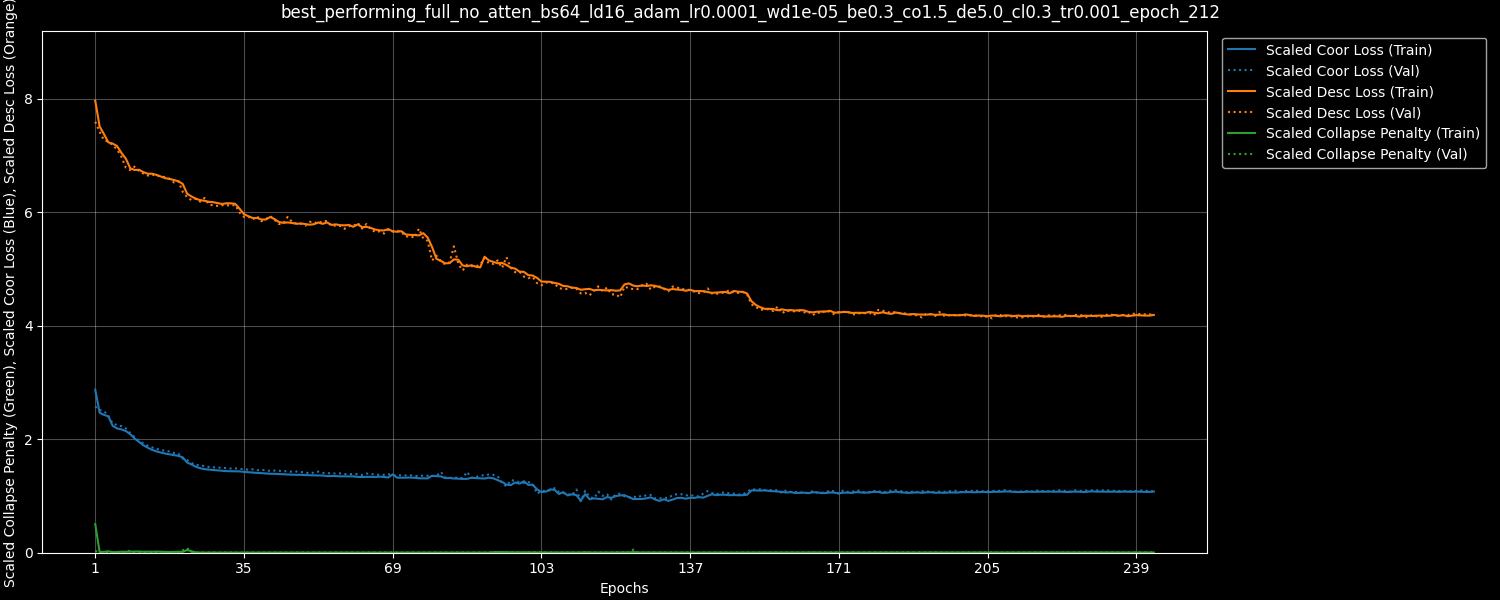 best_performing_full_no_atten_bs64_ld16_adam_lr0.0001_wd1e-05_be0.3_co1.5_de5.0_cl0.3_tr0.001_epoch_212
Scaled Collapse Penalty (Green), Scaled Coor Loss (Blue), Scaled Desc Loss (Orange)
8
6
4
2
0
1 35 69 103 137 171 205 239
Epochs
Scaled Coor Loss (Train)
Scaled Coor Loss (Val)
Scaled Desc Loss (Train)
Scaled Desc Loss (Val)
Scaled Collapse Penalty (Train)
Scaled Collapse Penalty (Val)